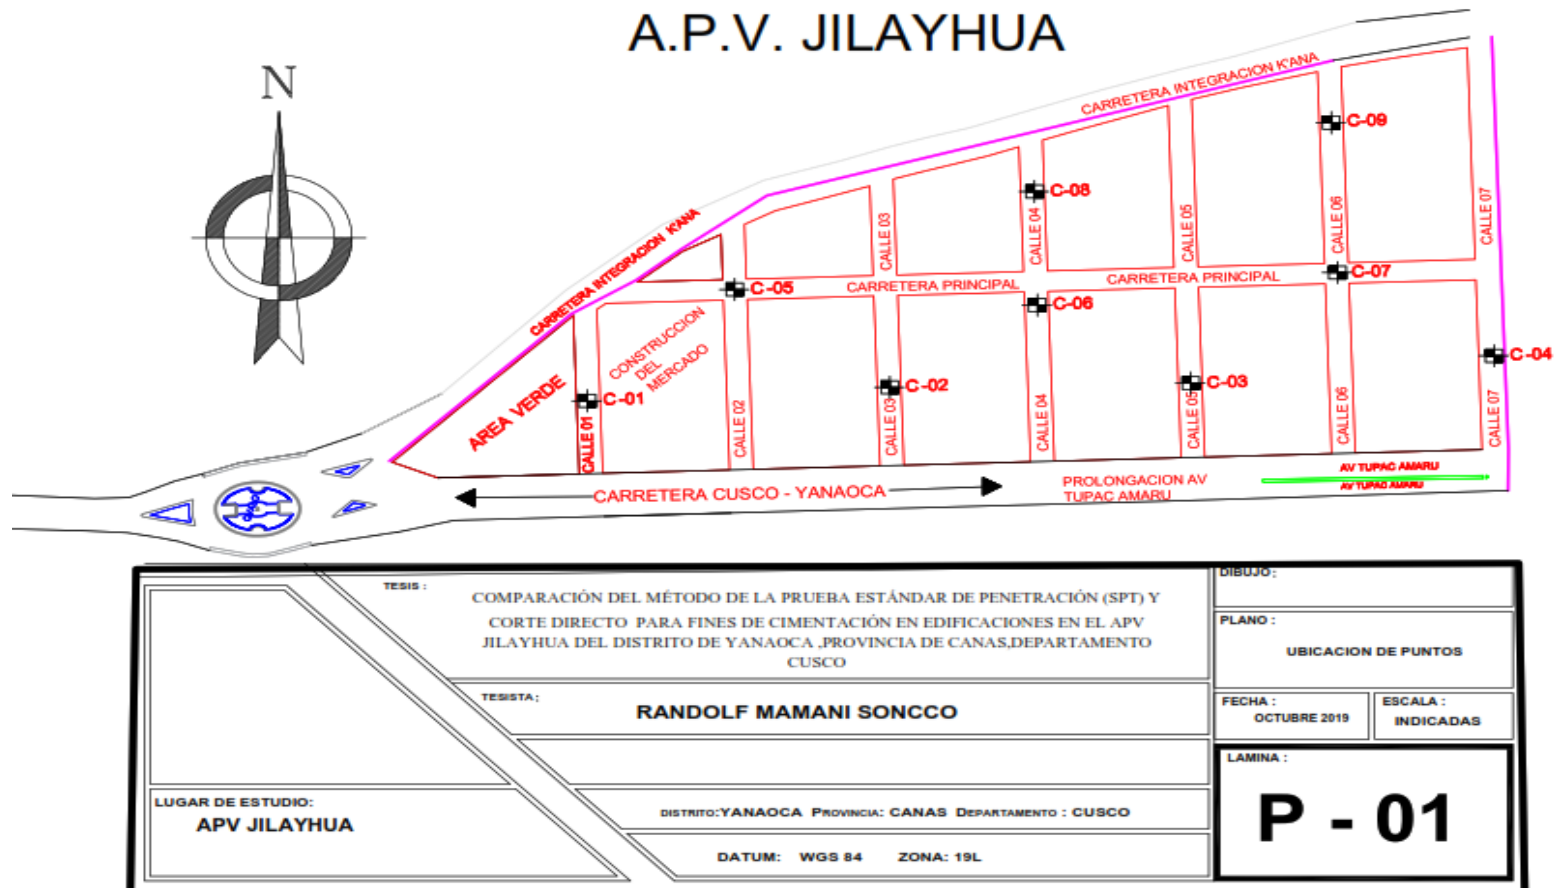 A.P.V. JILAYHUA
N
CARRETERA INTEGRACION K'ANA
C-09
C-08
CARRETERA INTEGRACION K'ANA
CALLE 03
CALLE 04
CALLE 05
CALLE 06
CALLE 07
C-05
CARRETERA PRINCIPAL
CARRETERA PRINCIPAL
C-07
C-06
CONSTRUCCION
DEL
MERCADO
C-04
AREA VERDE
C-01
C-02
C-03
CALLE 01
CALLE 02
CALLE 03
CALLE 04
CALLE 05
CALLE 06
CALLE 07
CARRETERA CUSCO - YANAOCA
PROLONGACION AV
TUPAC AMARU
AV TUPAC AMARU
AV TUPAC AMARU
TESIS :
COMPARACIÓN DEL MÉTODO DE LA PRUEBA ESTÁNDAR DE PENETRACIÓN (SPT) Y
CORTE DIRECTO PARA FINES DE CIMENTACIÓN EN EDIFICACIONES EN EL APV
JILAYHUA DEL DISTRITO DE YANAOCA ,PROVINCIA DE CANAS,DEPARTAMENTO
CUSCO
TESISTA;
RANDOLF MAMANI SONCCO
LUGAR DE ESTUDIO:
APV JILAYHUA
DISTRITO:YANAOCA PROVINCIA: CANAS DEPARTAMENTO : CUSCO
DATUM: WGS 84 ZONA: 19L
DIBUJO:
PLANO :
UBICACION DE PUNTOS
FECHA :
OCTUBRE 2019
ESCALA :
INDICADAS
LAMINA :
P - 01